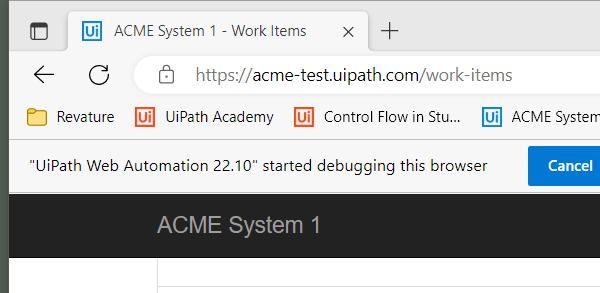 Ui ACME System 1 - Work Items
https://acme-test.uipath.com/work-items
Revature Ui UiPath Academy Ui Control Flow in Stu... Ui ACME System
"UiPath Web Automation 22.10" started debugging this browser Cancel
ACME System 1